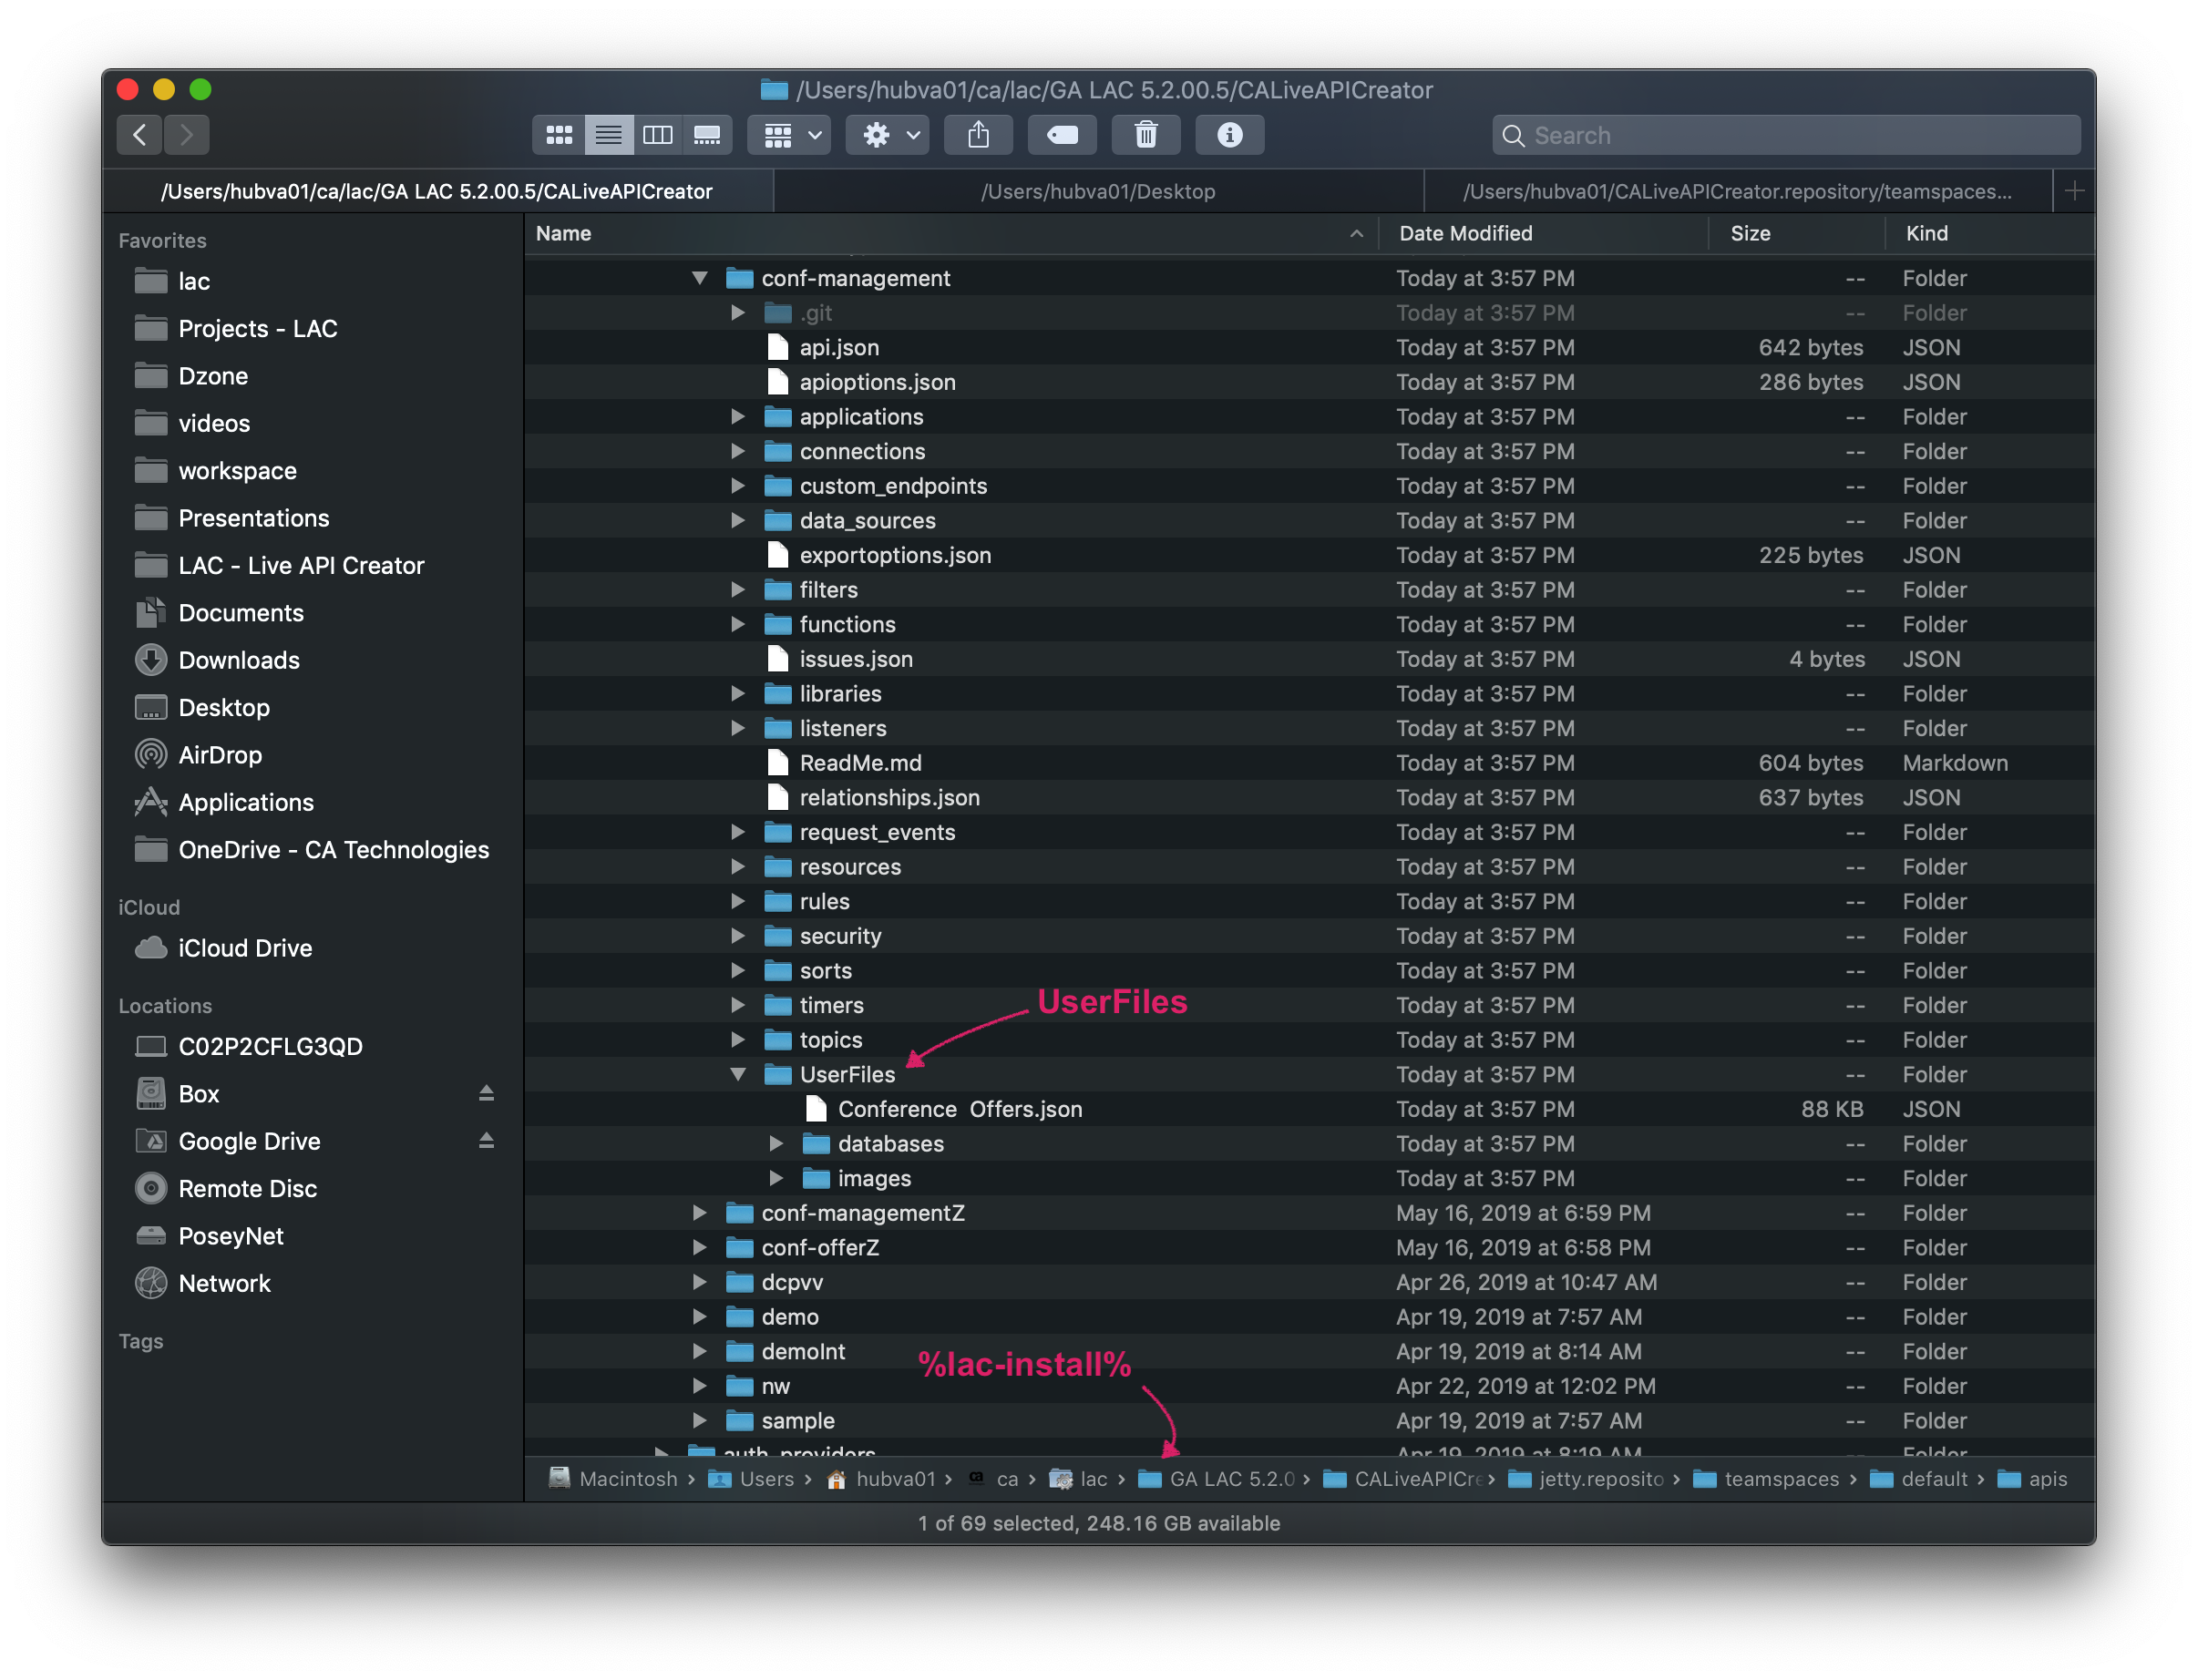 /Users/hubva01/ca/lac/GA LAC 5.2.00.5/CALiveAPICreator
Search
/Users/hubva01/ca/lac/GA LAC 5.2.00.5/CALiveAPICreator /Users/hubva01/Desktop /Users/hubva01/CALiveAPICreator.repository/teamspaces...
Favorites
lac
Projects - LAC
Dzone
videos
workspace
Presentations
LAC - Live API Creator
Documents
Downloads
Desktop
AirDrop
Applications
OneDrive - CA Technologies
iCloud
iCloud Drive
Locations
C02P2CFLG3QD
Box
Google Drive
Remote Disc
PoseyNet
Network
Tags
Name Date Modified Size Kind
conf-management Today at 3:57 PM -- Folder
.git Today at 3:57 PM -- Folder
api.json Today at 3:57 PM 642 bytes JSON
apioptions.json Today at 3:57 PM 286 bytes JSON
applications Today at 3:57 PM -- Folder
connections Today at 3:57 PM -- Folder
custom_endpoints Today at 3:57 PM -- Folder
data_sources Today at 3:57 PM -- Folder
exportoptions.json Today at 3:57 PM 225 bytes JSON
filters Today at 3:57 PM -- Folder
functions Today at 3:57 PM -- Folder
issues.json Today at 3:57 PM 4 bytes JSON
libraries Today at 3:57 PM -- Folder
listeners Today at 3:57 PM -- Folder
ReadMe.md Today at 3:57 PM 604 bytes Markdown
relationships.json Today at 3:57 PM 637 bytes JSON
request_events Today at 3:57 PM -- Folder
resources Today at 3:57 PM -- Folder
rules Today at 3:57 PM -- Folder
security Today at 3:57 PM -- Folder
sorts Today at 3:57 PM -- Folder
UserFiles
timers Today at 3:57 PM -- Folder
topics Today at 3:57 PM -- Folder
UserFiles Today at 3:57 PM -- Folder
Conference Offers.json Today at 3:57 PM 88 KB JSON
databases Today at 3:57 PM -- Folder
images Today at 3:57 PM -- Folder
conf-managementZ May 16, 2019 at 6:59 PM -- Folder
conf-offerZ May 16, 2019 at 6:58 PM -- Folder
dcpvv Apr 26, 2019 at 10:47 AM -- Folder
demo Apr 19, 2019 at 7:57 AM -- Folder
demoInt Apr 19, 2019 at 8:14 AM -- Folder
%lac-install%
nw Apr 22, 2019 at 12:02 PM -- Folder
sample Apr 19, 2019 at 7:57 AM -- Folder
auth_providers Apr 19, 2019 at 8:19 AM -- Folder
Macintosh › Users › hubva01 › ca ca › lac › GA LAC 5.2.0 › CALiveAPICre › jetty.reposito › teamspaces › default › apis
1 of 69 selected, 248.16 GB available